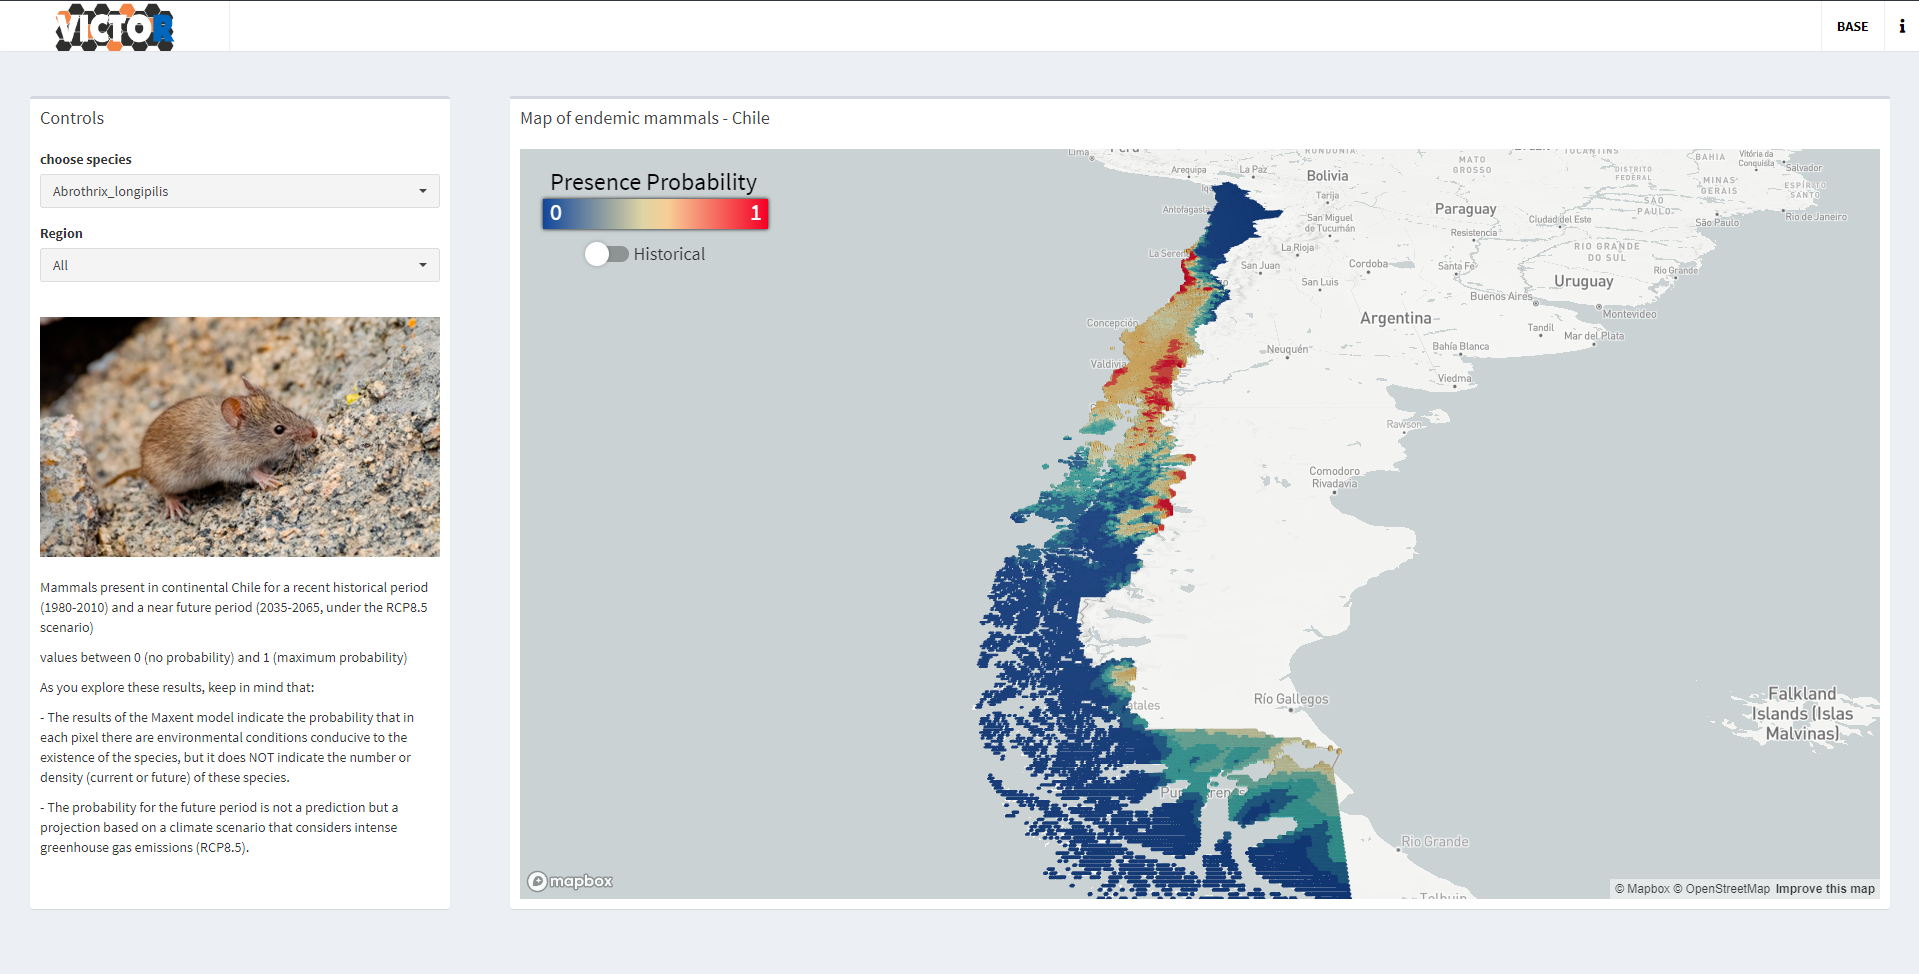 VICTOR
BASE
i
Controls
choose species
Abrothrix_longipilis
Region
All
Mammals present in continental Chile for a recent historical period
(1980-2010) and a near future period (2035-2065, under the RCP8.5
scenario)
values between 0 (no probability) and 1 (maximum probability)
As you explore these results, keep in mind that:
- The results of the Maxent model indicate the probability that in
each pixel there are environmental conditions conducive to the
existence of the species, but it does NOT indicate the number or
density (current or future) of these species.
- The probability for the future period is not a prediction but a
projection based on a climate scenario that considers intense
greenhouse gas emissions (RCP8.5).
Map of endemic mammals - Chile
Presence Probability
0 1
Historical
Lima
Arequipa
La Paz
Bolivia
RONDONIA
MATO
GROSSO
TOCANTINS
BAHIA
Vitória da
Conquista
Salvador
DISTRITO
FEDERAL
MINAS
GERAIS
ESPÍRITO
SANTO
Tarija
Antofagasta
San Miguel
de Tucumán
Paraguay
Ciudad del Este
SÃO
PAULO
São Paulo
Rio de Janeiro
Resistencia
La Rioja
RIO GRANDE
DO SUL
La Seren
San Juan
Cordoba
Santa Fe
Rio Grande
San Luis
Uruguay
Buenos Aires
Montevideo
Concepción
Argentina
Tandil
Mar del Plata
Neuquén
Bahía Blanca
Valdivia
Viedma
Rawson
Comodoro
Rivadavia
atales
Río Gallegos
Falkland
Islands (Islas
Malvinas)
Pu
renas
Rio Grande
Tolhuin
mapbox
© Mapbox © OpenStreetMap Improve this map